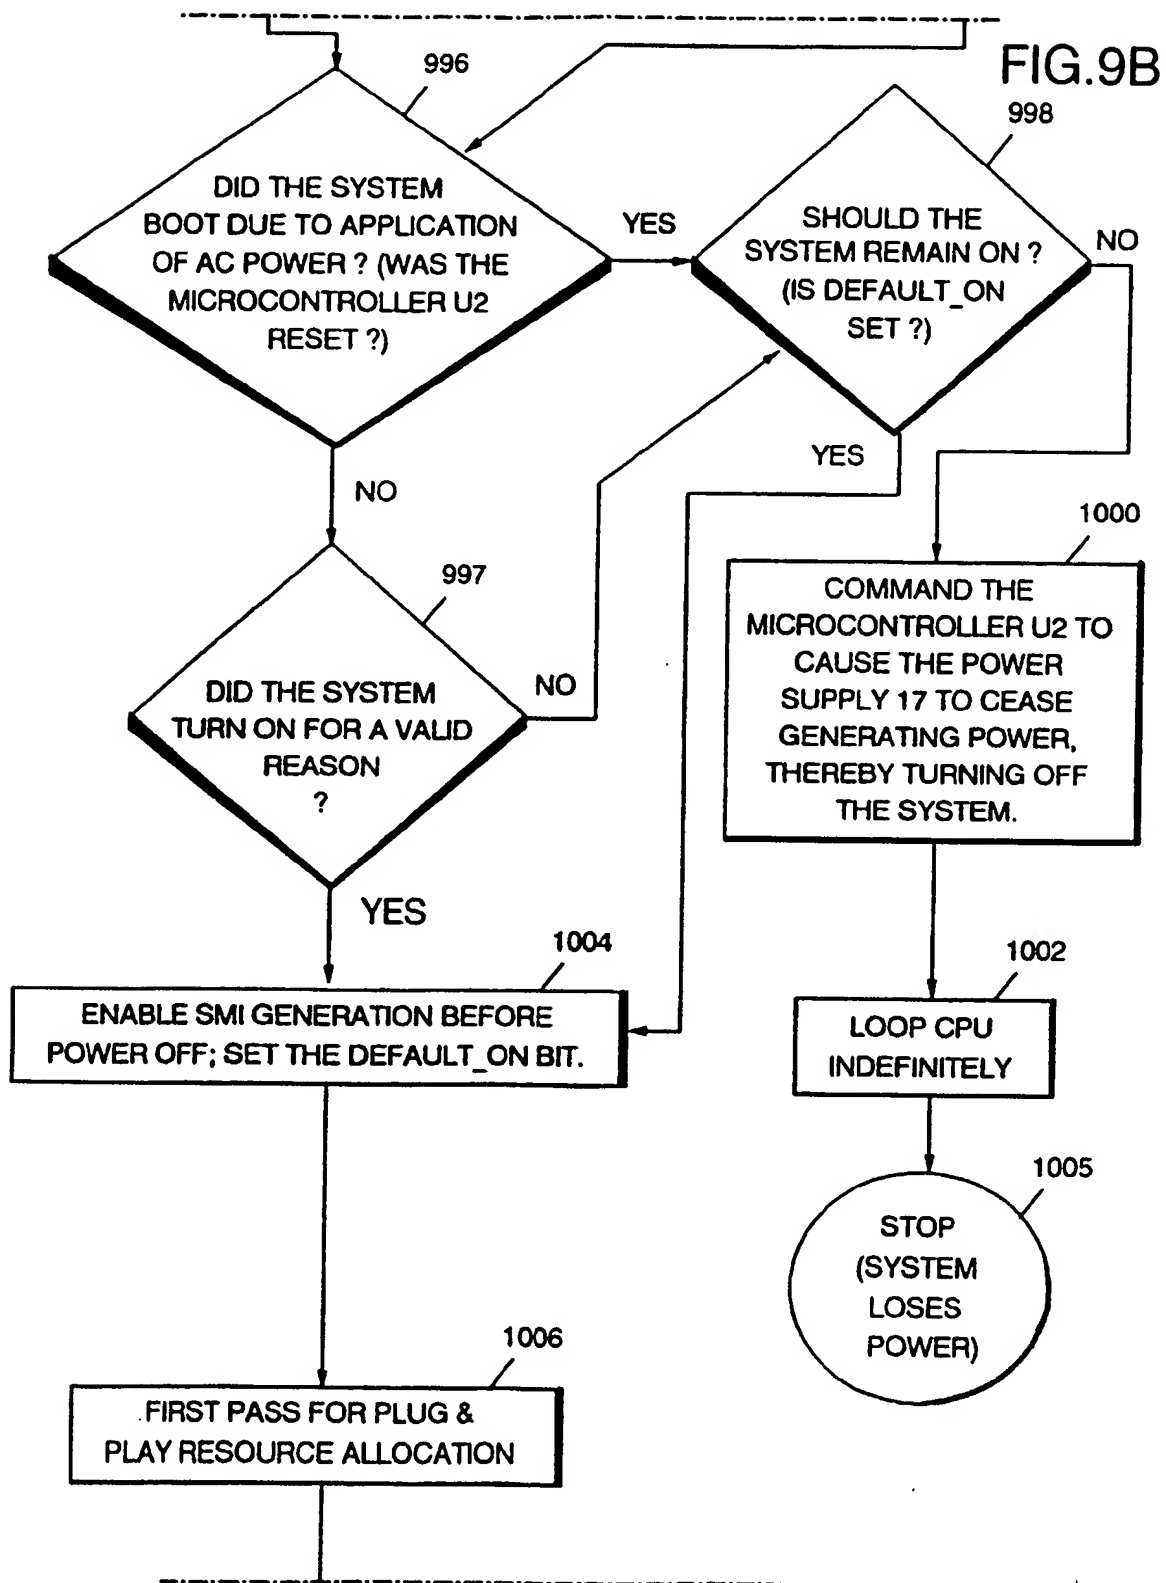 FIG.9B
996
DID THE SYSTEM
BOOT DUE TO APPLICATION
OF AC POWER ? (WAS THE
MICROCONTROLLER U2
RESET ?)
YES
998
SHOULD THE
SYSTEM REMAIN ON ?
(IS DEFAULT_ON
SET ?)
NO
YES
NO
997
DID THE SYSTEM
TURN ON FOR A VALID
REASON
?
NO
YES
1000
COMMAND THE
MICROCONTROLLER U2 TO
CAUSE THE POWER
SUPPLY 17 TO CEASE
GENERATING POWER,
THEREBY TURNING OFF
THE SYSTEM.
1004
ENABLE SMI GENERATION BEFORE
POWER OFF; SET THE DEFAULT_ON BIT.
1002
LOOP CPU
INDEFINITELY
1005
STOP
(SYSTEM
LOSES
POWER)
1006
FIRST PASS FOR PLUG &
PLAY RESOURCE ALLOCATION